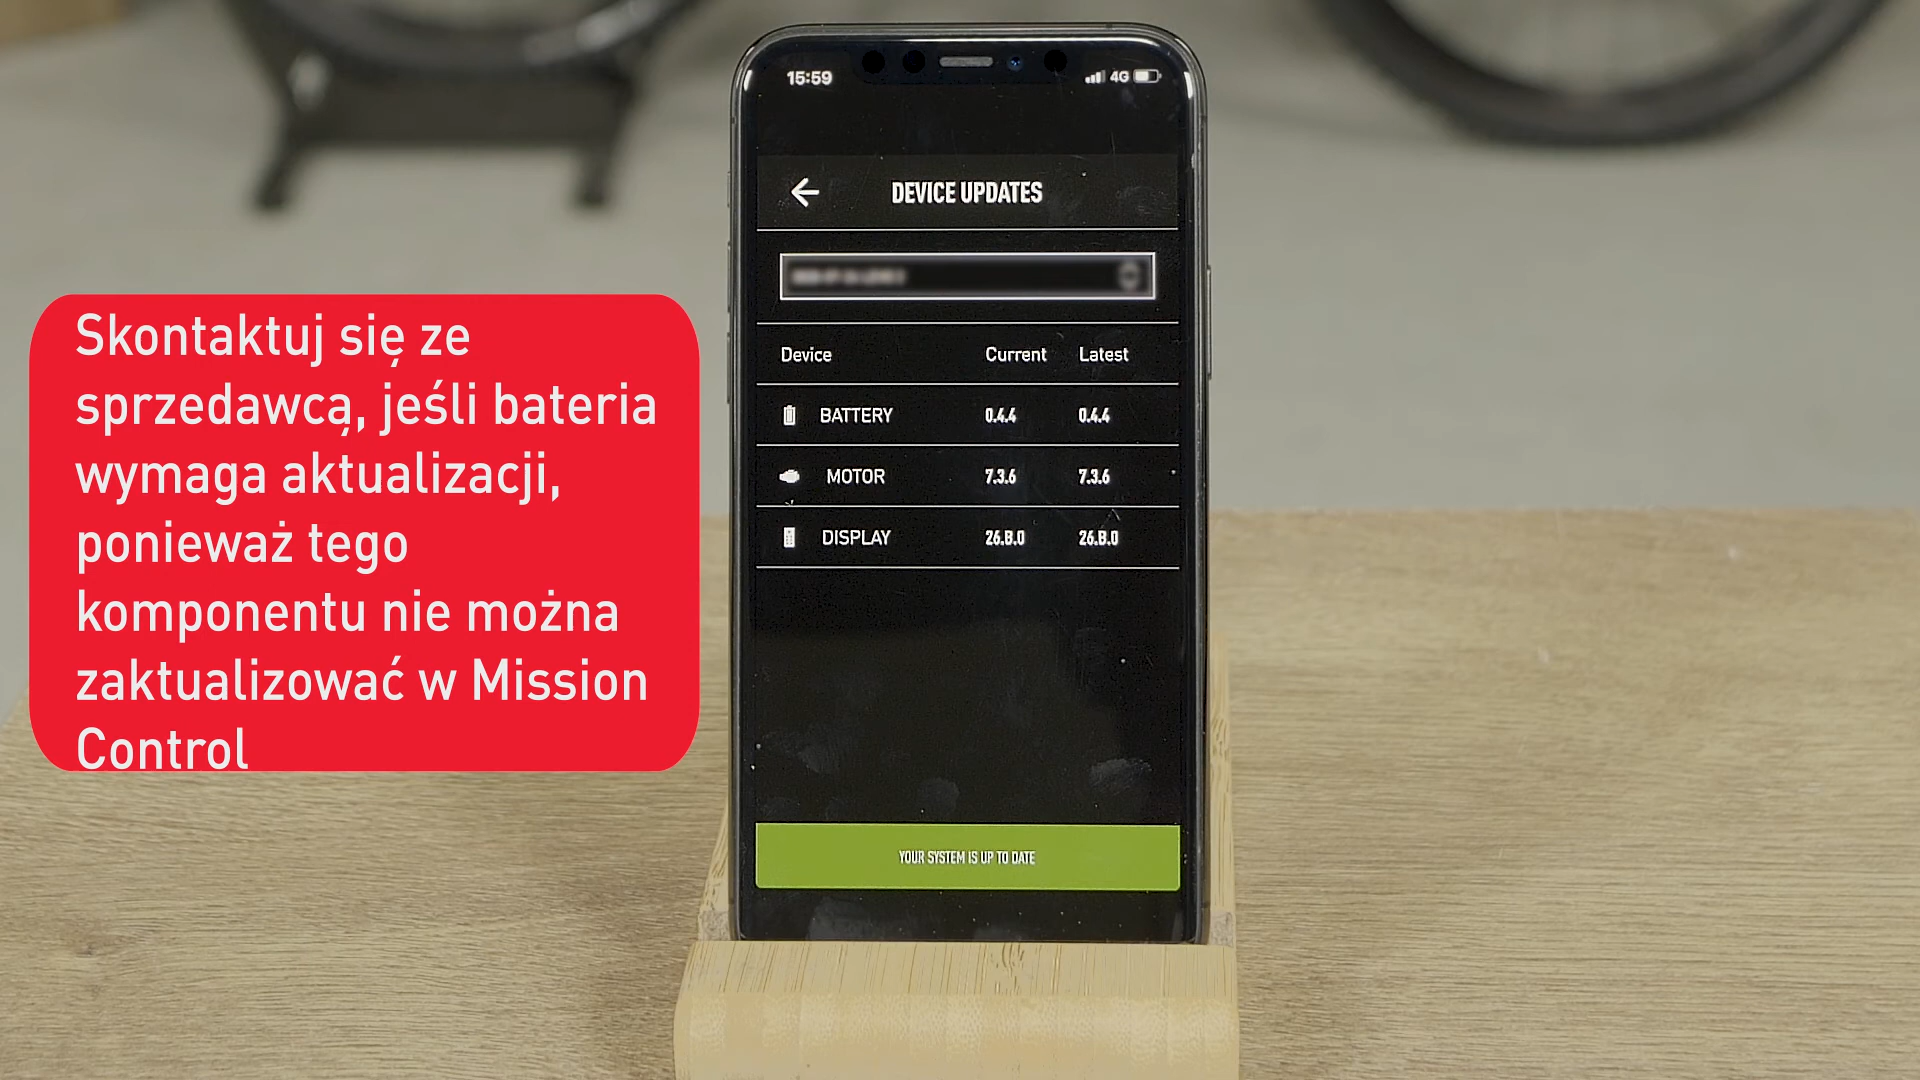 15:59
4G
DEVICE UPDATES
Device Current Latest
BATTERY 0.4.4 0.4.4
MOTOR 7.3.6 7.3.6
DISPLAY 26.B.0 26.B.0
YOUR SYSTEM IS UP TO DATE
Skontaktuj się ze
sprzedawcą, jeśli bateria
wymaga aktualizacji,
ponieważ tego
komponentu nie można
zaktualizować w Mission
Control